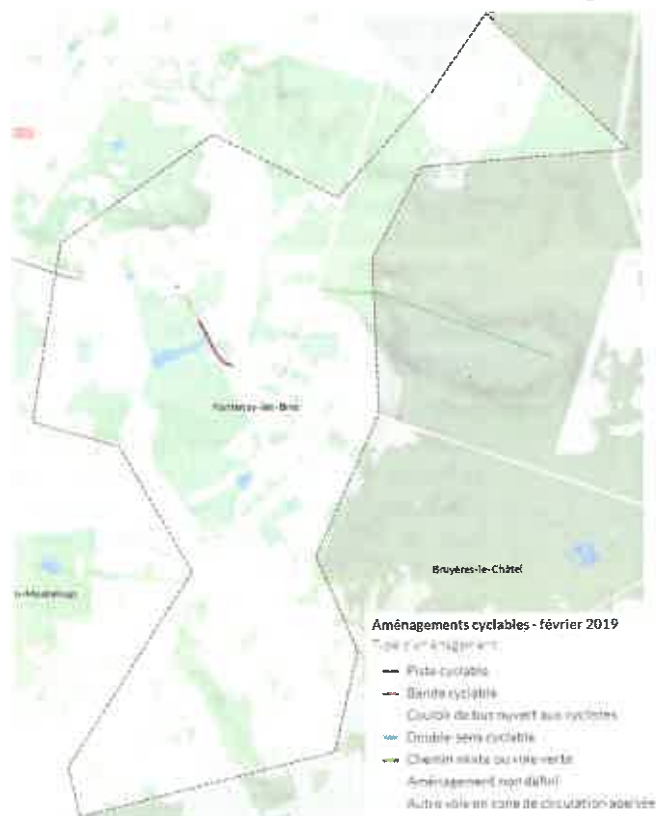 Fontenay-lès-Briis
Bruyères-le-Châtel
Aménagements cyclables - février 2019
Type d'aménagement
Piste cyclable
Bande cyclable
Couloir de bus ouvert aux cyclistes
Double-sens cyclable
Chemin mixte ou voie verte
Aménagement non défini
Autre voie en zone de circulation apaisée